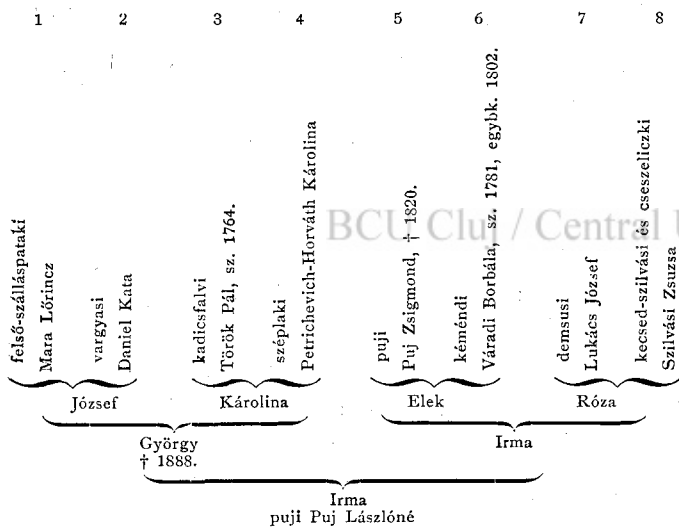 1 2 3 4 5 6 7 8
felső-szálláspataki
Mara Lőrincz
vargyasi
Daniel Kata
kadicsfalvi
Török Pál, sz. 1764.
széplaki
Petrichevich-Horváth Károlina
puji
Puj Zsigmond, † 1820.
kéméndi
Váradi Borbála, sz. 1781, egybk. 1802.
demsusi
Lukács József
kecsed-szilvási és cseszeliczki
Szilvási Zsuzsa
BCU Cluj / Central U
József Károlina Elek Róza
György Irma
† 1888.
Irma
puji Puj Lászlóné